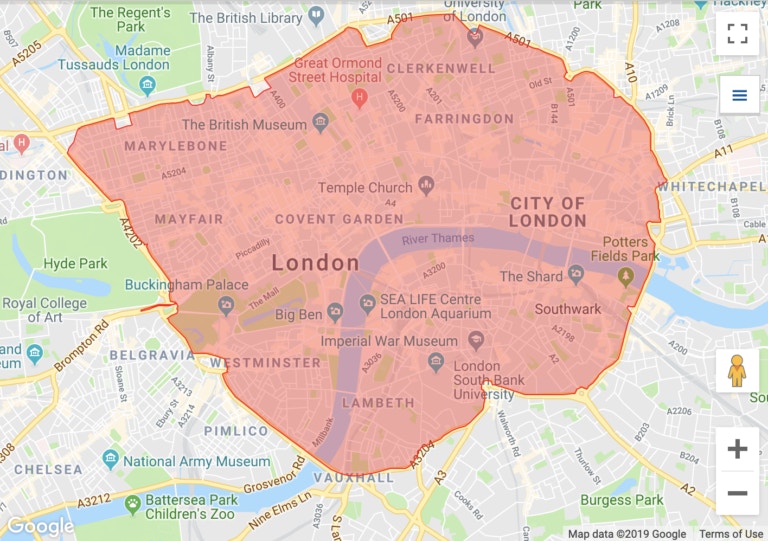 The Regent's
Park
The British Library
A501
University
of London
A501
Park
Hackney
A5205
B507
Madame
Tussauds London
Albany St
Great Ormond
Street Hospital
CLERKENWELL
A1200
A10
A400
A5200
A201
Old St
A501
A1209
B144
Brick Ln
The British Museum
FARRINGDON
B108
MARYLEBONE
A11
A5204
DINGTON
Temple Church
WHITECHAPEL
A4
CITY OF
LONDON
MAYFAIR
COVENT GARDEN
B108
Cable
A4202
River Thames
Piccadilly
Potters
Fields Park
Hyde Park
London
A3200
The Shard
Buckingham Palace
The Mall
Royal College
of Art
Big Ben
SEA LIFE Centre
London Aquarium
Southwark
Imperial War Museum
A2198
Brompton Rd
BELGRAVIA
A200
A2
WESTMINSTER
A3036
London
South Bank
University
Sloane St
A3213
LAMBETH
Ebury St
A3214
A2206
Millbank
Walworth Rd
B203
PIMLICO
A3204
A308
CHELSEA
National Army Museum
Thurlow St
Grosvenor Rd
VAUXHALL
A3
A3212
A2
Battersea Park
Children's Zoo
Nine Elms Ln
Cooks Rd
Burgess Park
A3036
S La
Google
Map data ©2019 Google
Terms of Use